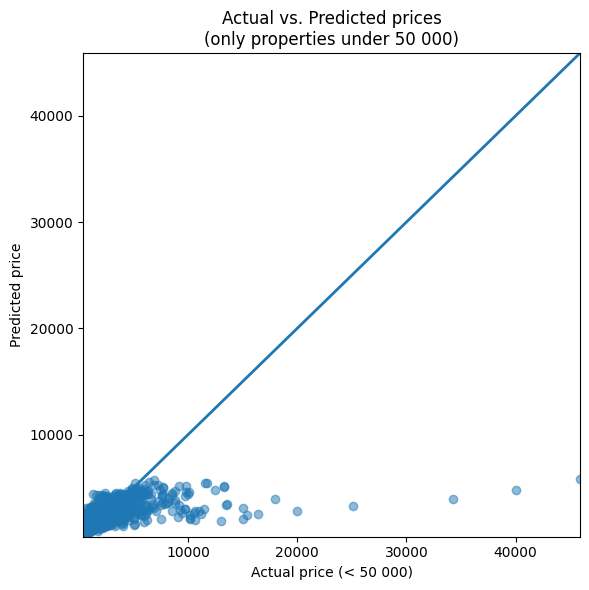 Actual vs. Predicted prices
(only properties under 50 000)
40000
30000
20000
10000
Predicted price
10000
20000
30000
40000
Actual price (< 50 000)